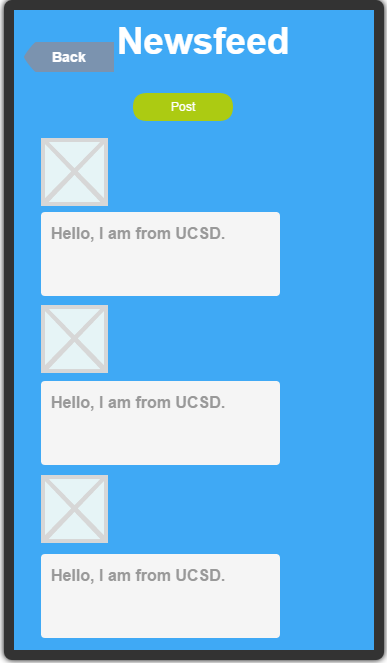 Newsfeed
Back
Post
Hello, I am from UCSD.
Hello, I am from UCSD.
Hello, I am from UCSD.